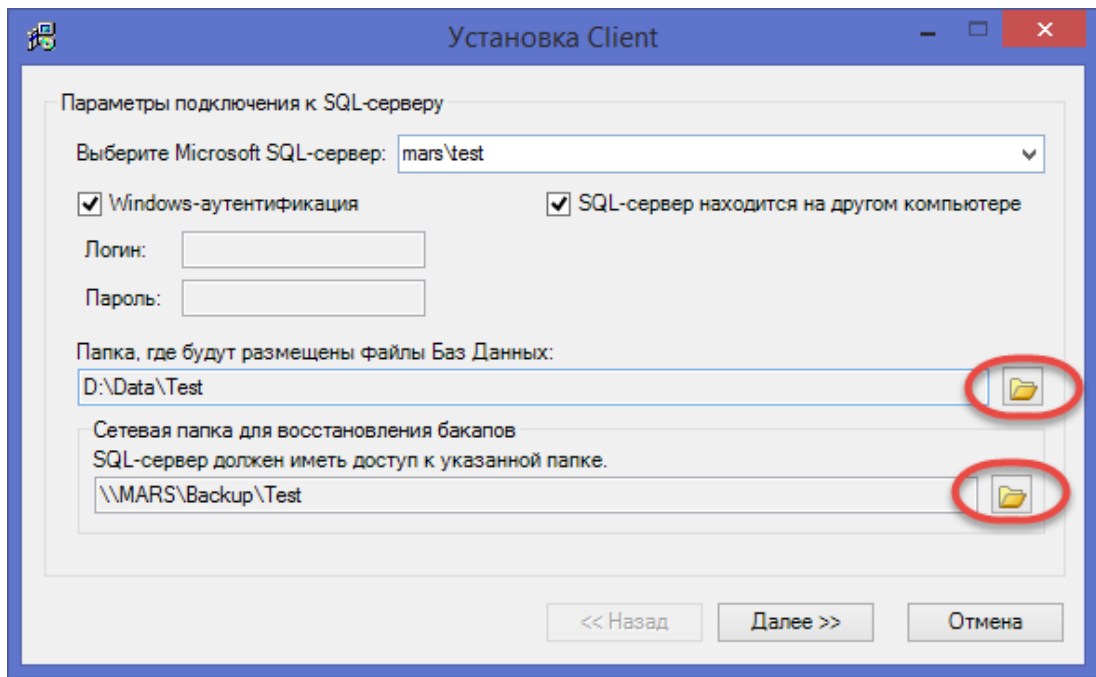 Установка Client
Параметры подключения к SQL-серверу
Выберите Microsoft SQL-сервер: mars\test
Windows-аутентификация SQL-сервер находится на другом компьютере
Логин:
Пароль:
Папка, где будут размещены файлы Баз Данных:
D:\Data\Test
Сетевая папка для восстановления бакапов
SQL-сервер должен иметь доступ к указанной папке.
\\MARS\Backup\Test
<< Назад Далее >> Отмена